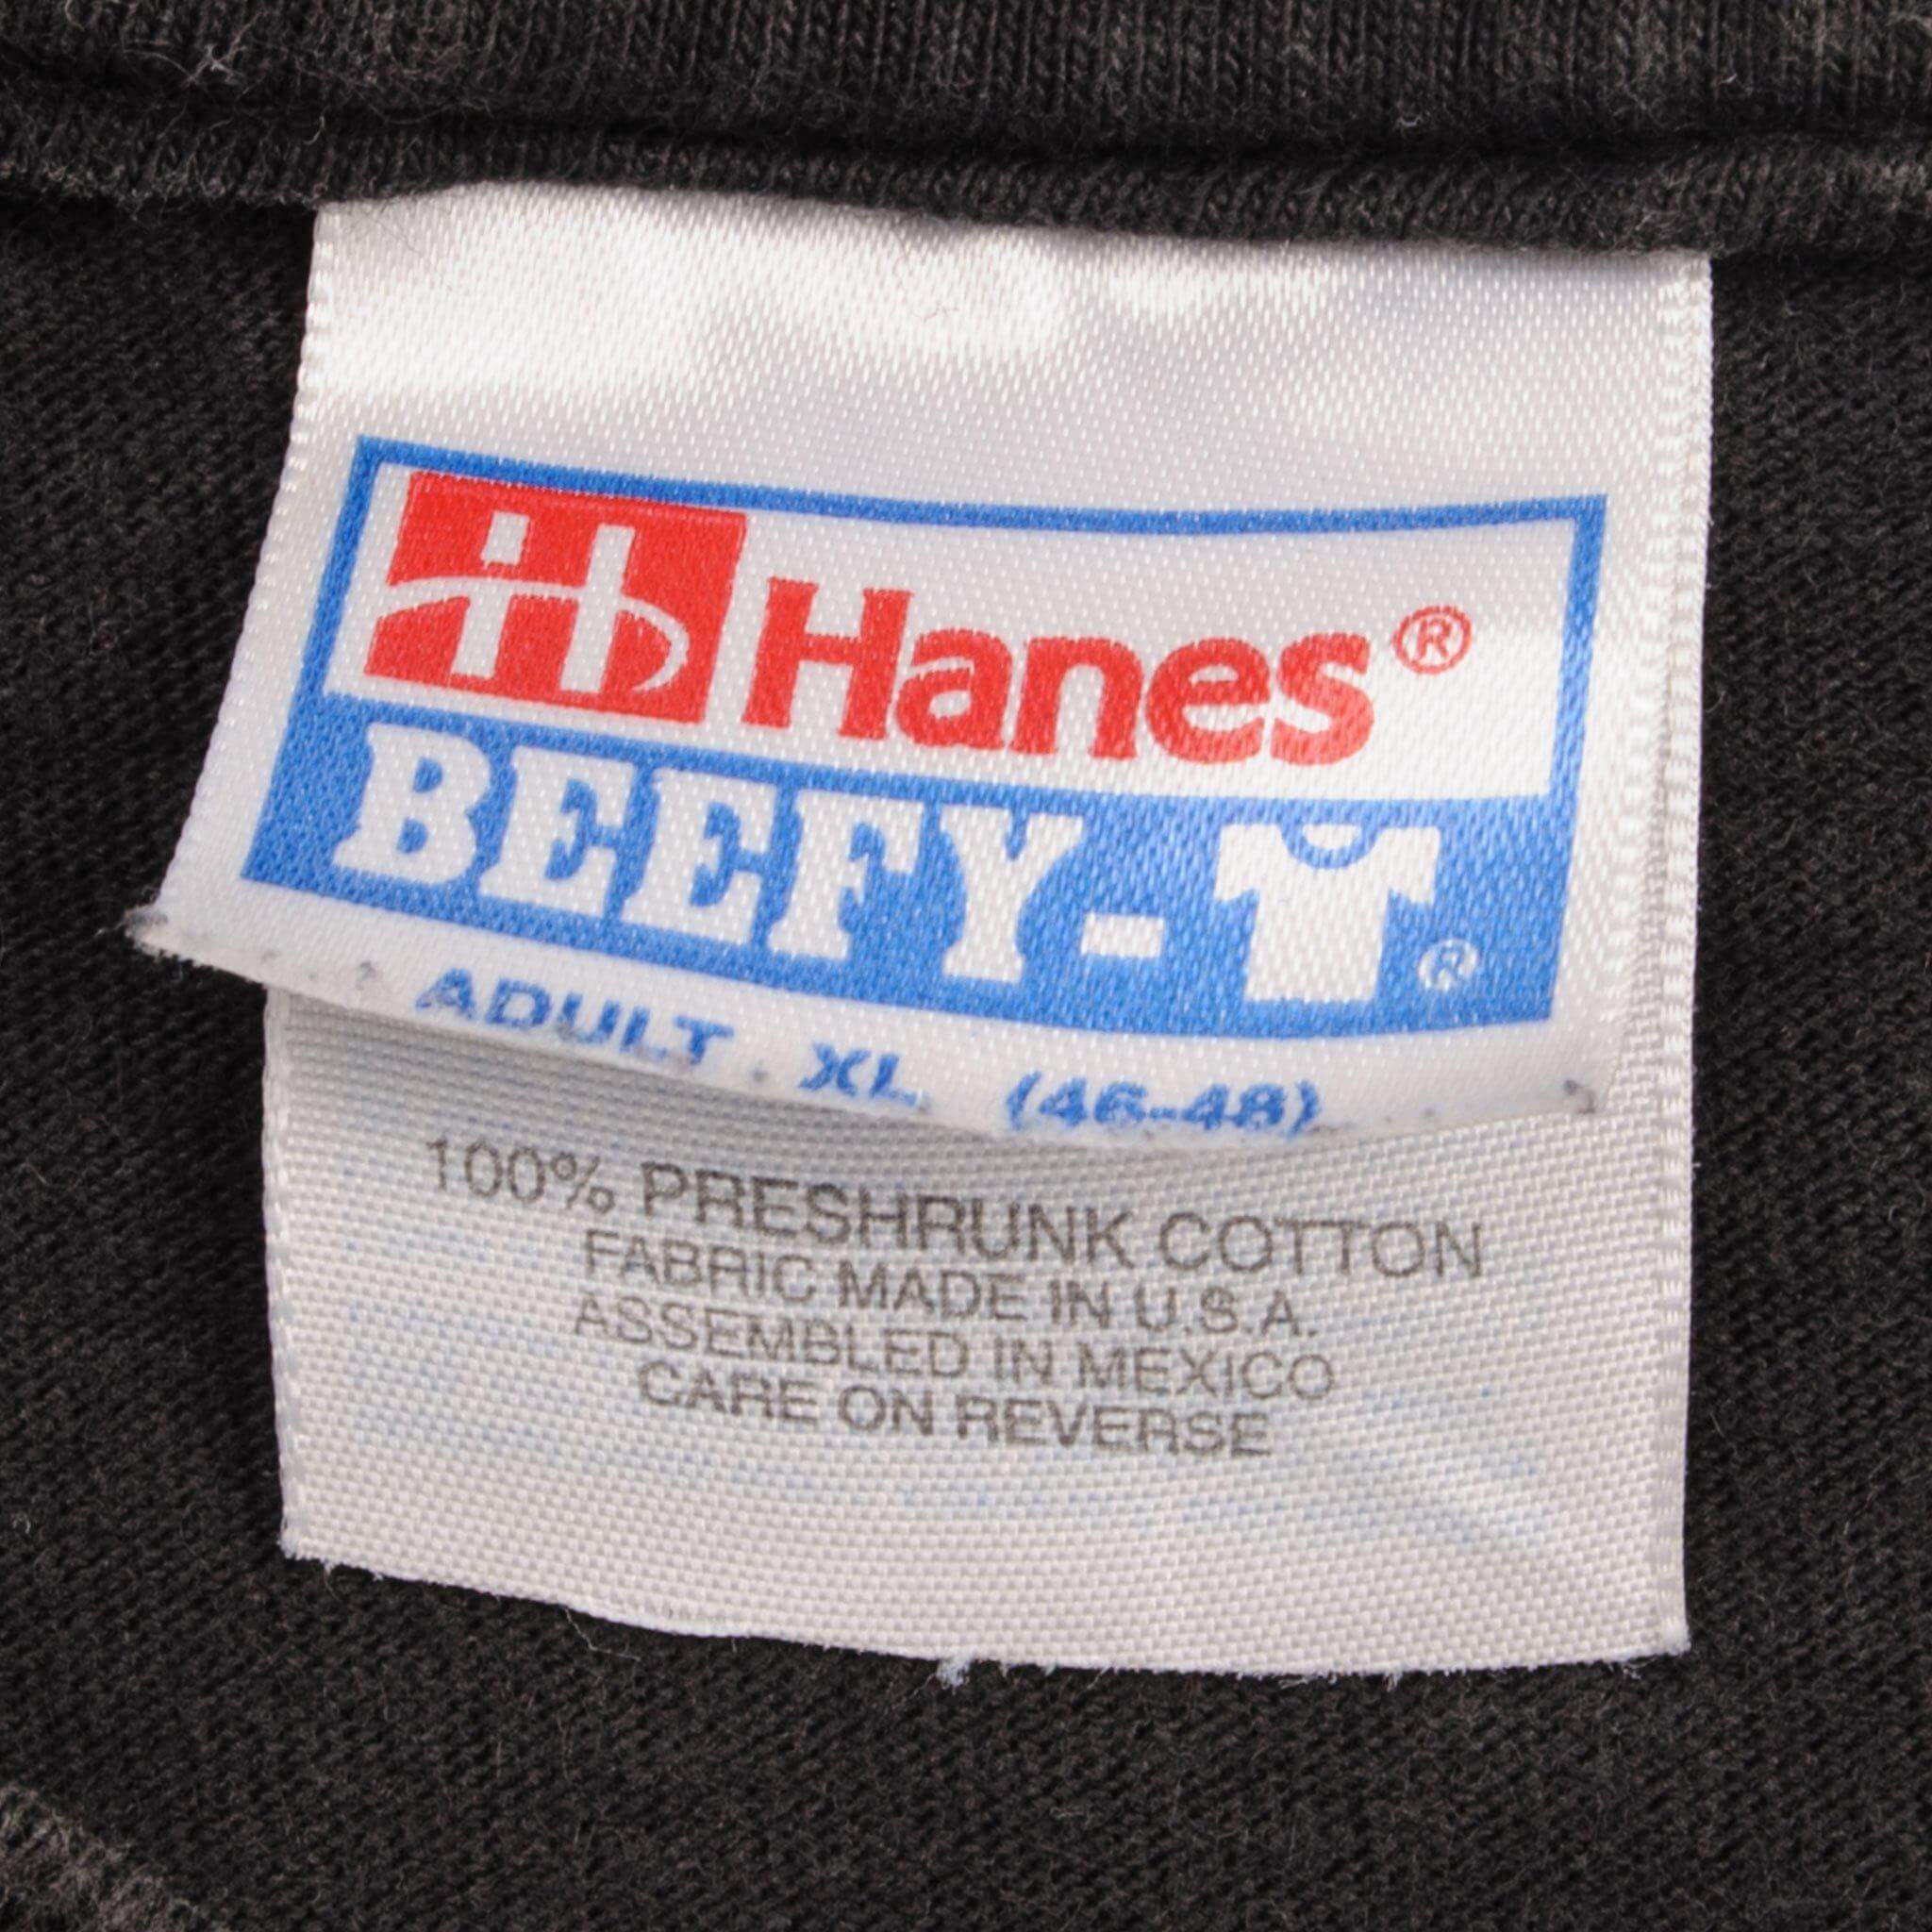 H Hanes®
BEEFY-T®
ADULT . XL (46-48)
100% PRESHRUNK COTTON
FABRIC MADE IN U.S.A.
ASSEMBLED IN MEXICO
CARE ON REVERSE